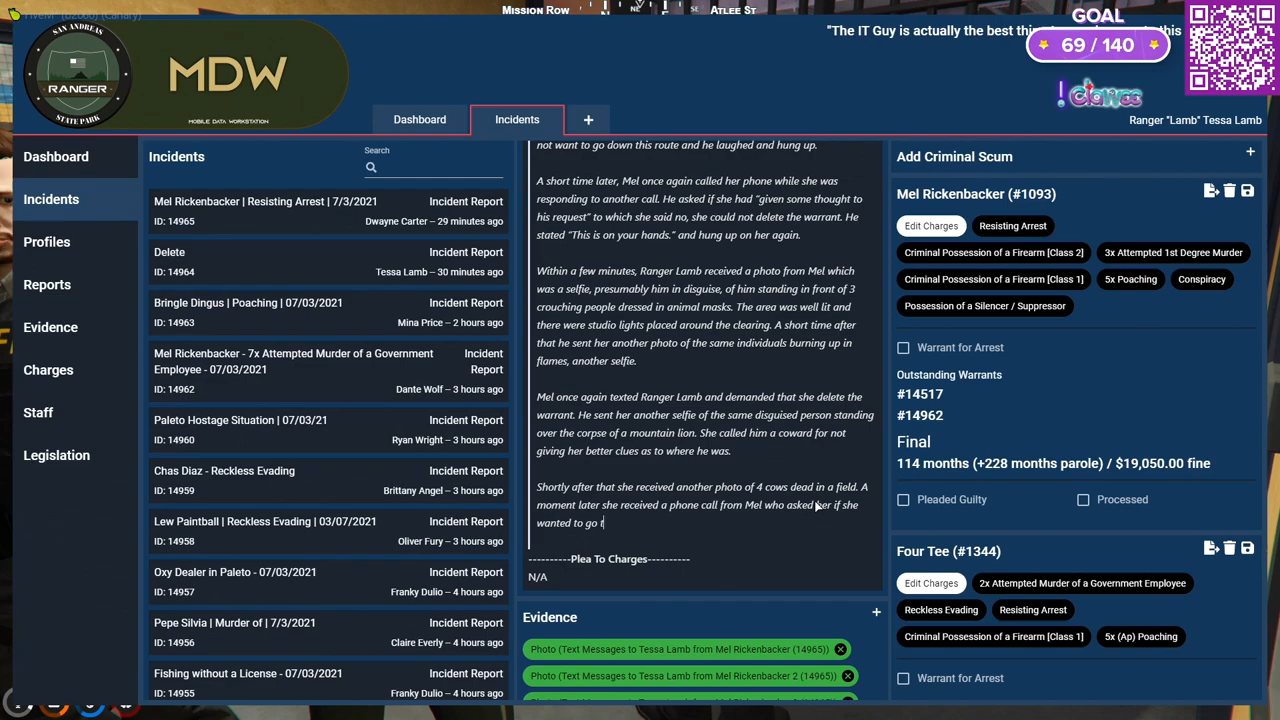 FiveM® (b2060) (Canary)
MISSION ROW
NE
SE
ATLEE ST
"The IT Guy is actually the best thi
this
GOAL
69 / 140
SAN ANDREAS
RANGER
STATE PARK
MDW
MOBILE DATA WORKSTATION
Dashboard
Incidents
+
! Clawee
Ranger "Lamb" Tessa Lamb
Dashboard
Incidents
Profiles
Reports
Evidence
Charges
Staff
Legislation
Incidents
Search
Mel Rickenbacker | Resisting Arrest | 7/3/2021 Incident Report
ID: 14965 Dwayne Carter – 29 minutes ago
Delete Incident Report
ID: 14964 Tessa Lamb – 30 minutes ago
Bringle Dingus | Poaching | 07/03/2021 Incident Report
ID: 14963 Mina Price – 2 hours ago
Mel Rickenbacker - 7x Attempted Murder of a Government Incident
Employee - 07/03/2021 Report
ID: 14962 Dante Wolf – 3 hours ago
Paleto Hostage Situation | 07/03/21 Incident Report
ID: 14960 Ryan Wright – 3 hours ago
Chas Diaz - Reckless Evading Incident Report
ID: 14959 Brittany Angel – 3 hours ago
Lew Paintball | Reckless Evading | 03/07/2021 Incident Report
ID: 14958 Oliver Fury – 3 hours ago
Oxy Dealer in Paleto - 07/03/2021 Incident Report
ID: 14957 Franky Dulio – 4 hours ago
Pepe Silvia | Murder of | 7/3/2021 Incident Report
ID: 14956 Claire Everly – 4 hours ago
Fishing without a License - 07/03/2021 Incident Report
ID: 14955 Franky Dulio – 4 hours ago
not want to go down this route and he laughed and hung up.
A short time later, Mel once again called her phone while she was
responding to another call. He asked if she had "given some thought to
his request" to which she said no, she could not delete the warrant. He
stated "This is on your hands." and hung up on her again.
Within a few minutes, Ranger Lamb received a photo from Mel which
was a selfie, presumably him in disguise, of him standing in front of 3
crouching people dressed in animal masks. The area was well lit and
there were studio lights placed around the clearing. A short time after
that he sent her another photo of the same individuals burning up in
flames, another selfie.
Mel once again texted Ranger Lamb and demanded that she delete the
warrant. He sent her another selfie of the same disguised person standing
over the corpse of a mountain lion. She called him a coward for not
giving her better clues as to where he was.
Shortly after that she received another photo of 4 cows dead in a field. A
moment later she received a phone call from Mel who asked her if she
wanted to go t
----------Plea To Charges----------
N/A
Evidence +
Photo (Text Messages to Tessa Lamb from Mel Rickenbacker (14965))
Photo (Text Messages to Tessa Lamb from Mel Rickenbacker 2 (14965))
Add Criminal Scum +
Mel Rickenbacker (#1093)
Edit Charges Resisting Arrest
Criminal Possession of a Firearm [Class 2] 3x Attempted 1st Degree Murder
Criminal Possession of a Firearm [Class 1] 5x Poaching Conspiracy
Possession of a Silencer / Suppressor
Warrant for Arrest
Outstanding Warrants
#14517
#14962
Final
114 months (+228 months parole) / $19,050.00 fine
Pleaded Guilty Processed
Four Tee (#1344)
Edit Charges 2x Attempted Murder of a Government Employee
Reckless Evading Resisting Arrest
Criminal Possession of a Firearm [Class 1] 5x (Ap) Poaching
Warrant for Arrest